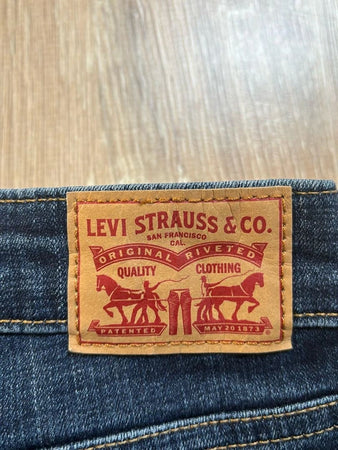 LEVI STRAUSS & CO.
SAN FRANCISCO
CAL.
ORIGINAL RIVETED
QUALITY CLOTHING
PATENTED MAY 20 1873